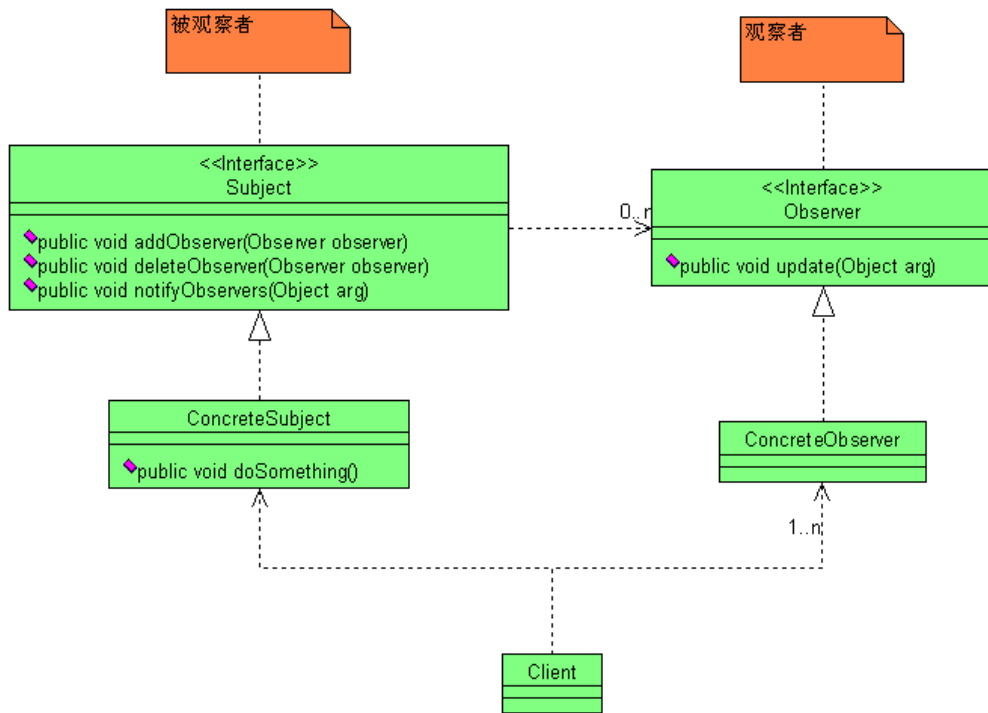 被观察者
观察者
<<Interface>>
Subject
public void addObserver(Observer observer)
public void deleteObserver(Observer observer)
public void notifyObservers(Object arg)
0..n
<<Interface>>
Observer
public void update(Object arg)
ConcreteSubject
public void doSomething()
ConcreteObserver
1..n
Client